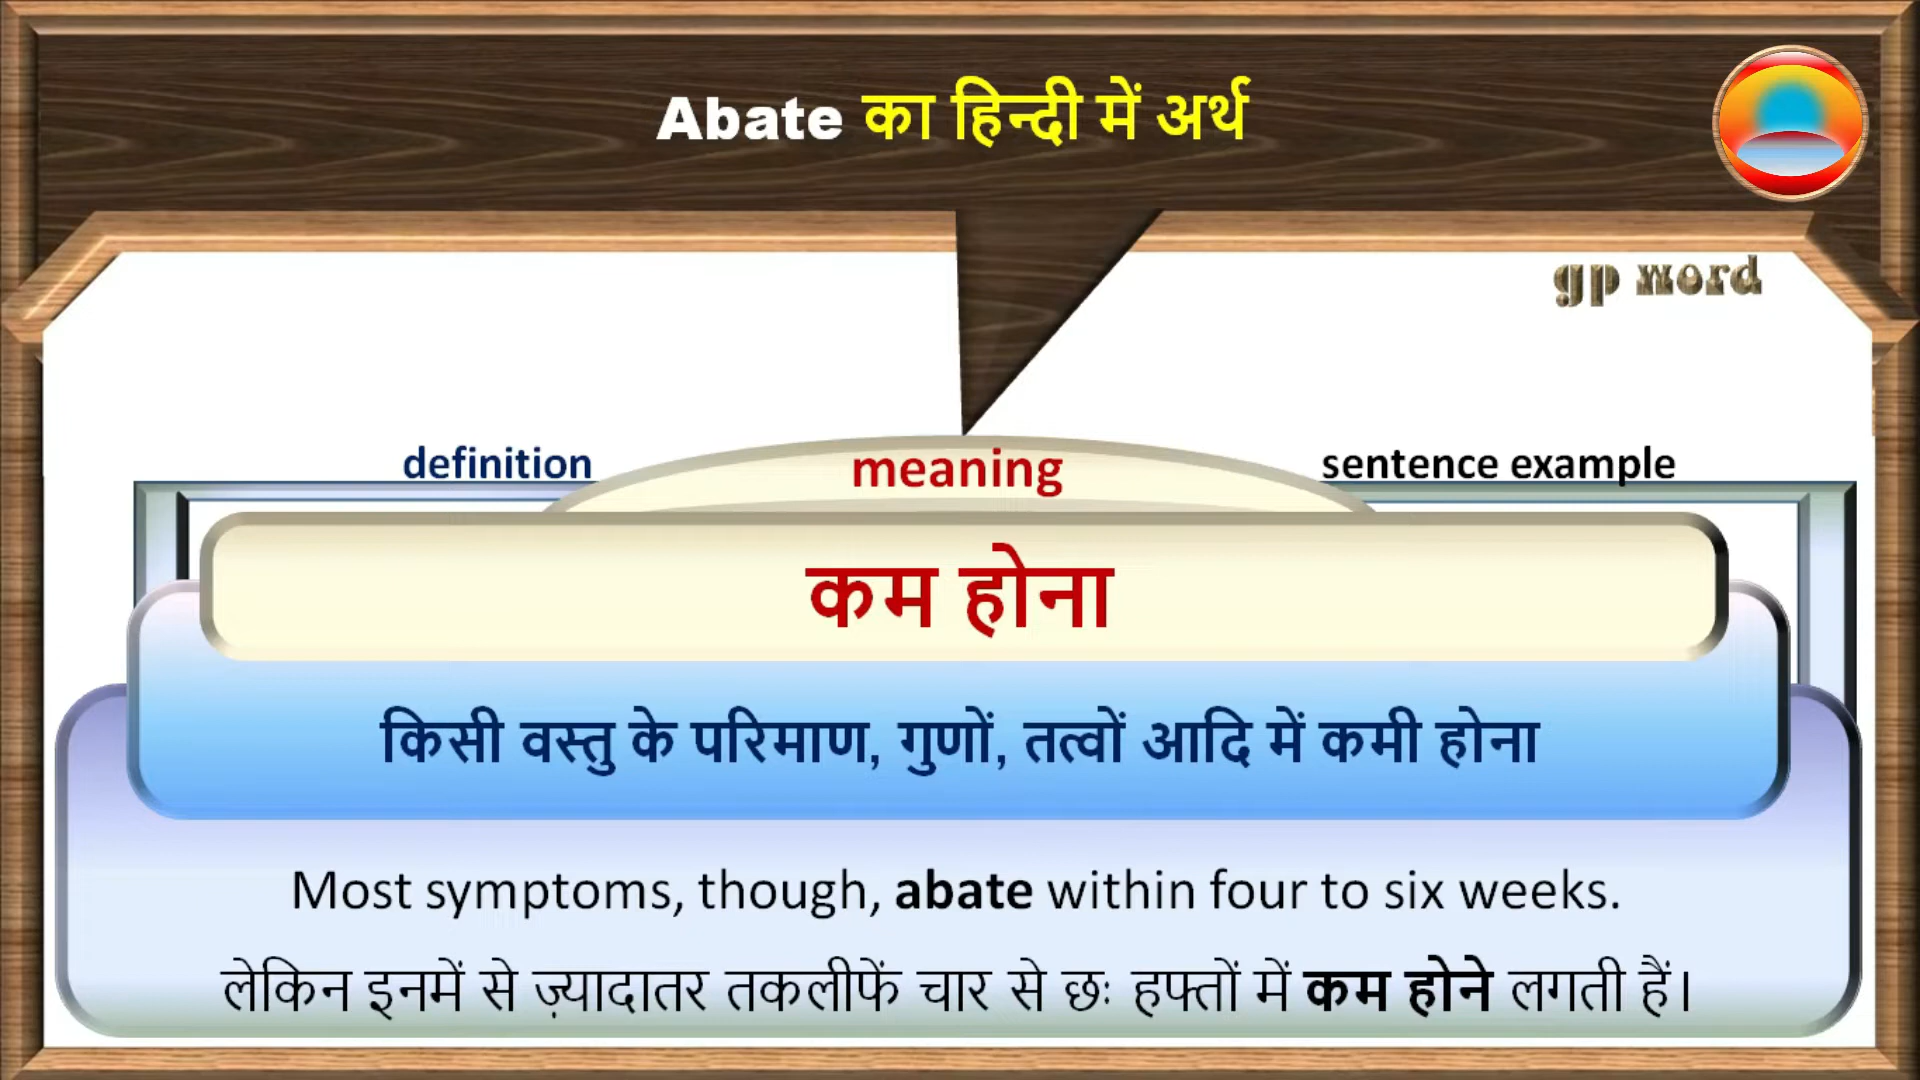 Abate का हिन्दी में अर्थ
gp word
definition
meaning
sentence example
कम होना
किसी वस्तु के परिमाण, गुणों, तत्वों आदि में कमी होना
Most symptoms, though, abate within four to six weeks.
लेकिन इनमें से ज़्यादातर तकलीफें चार से छः हफ्तों में कम होने लगती हैं।